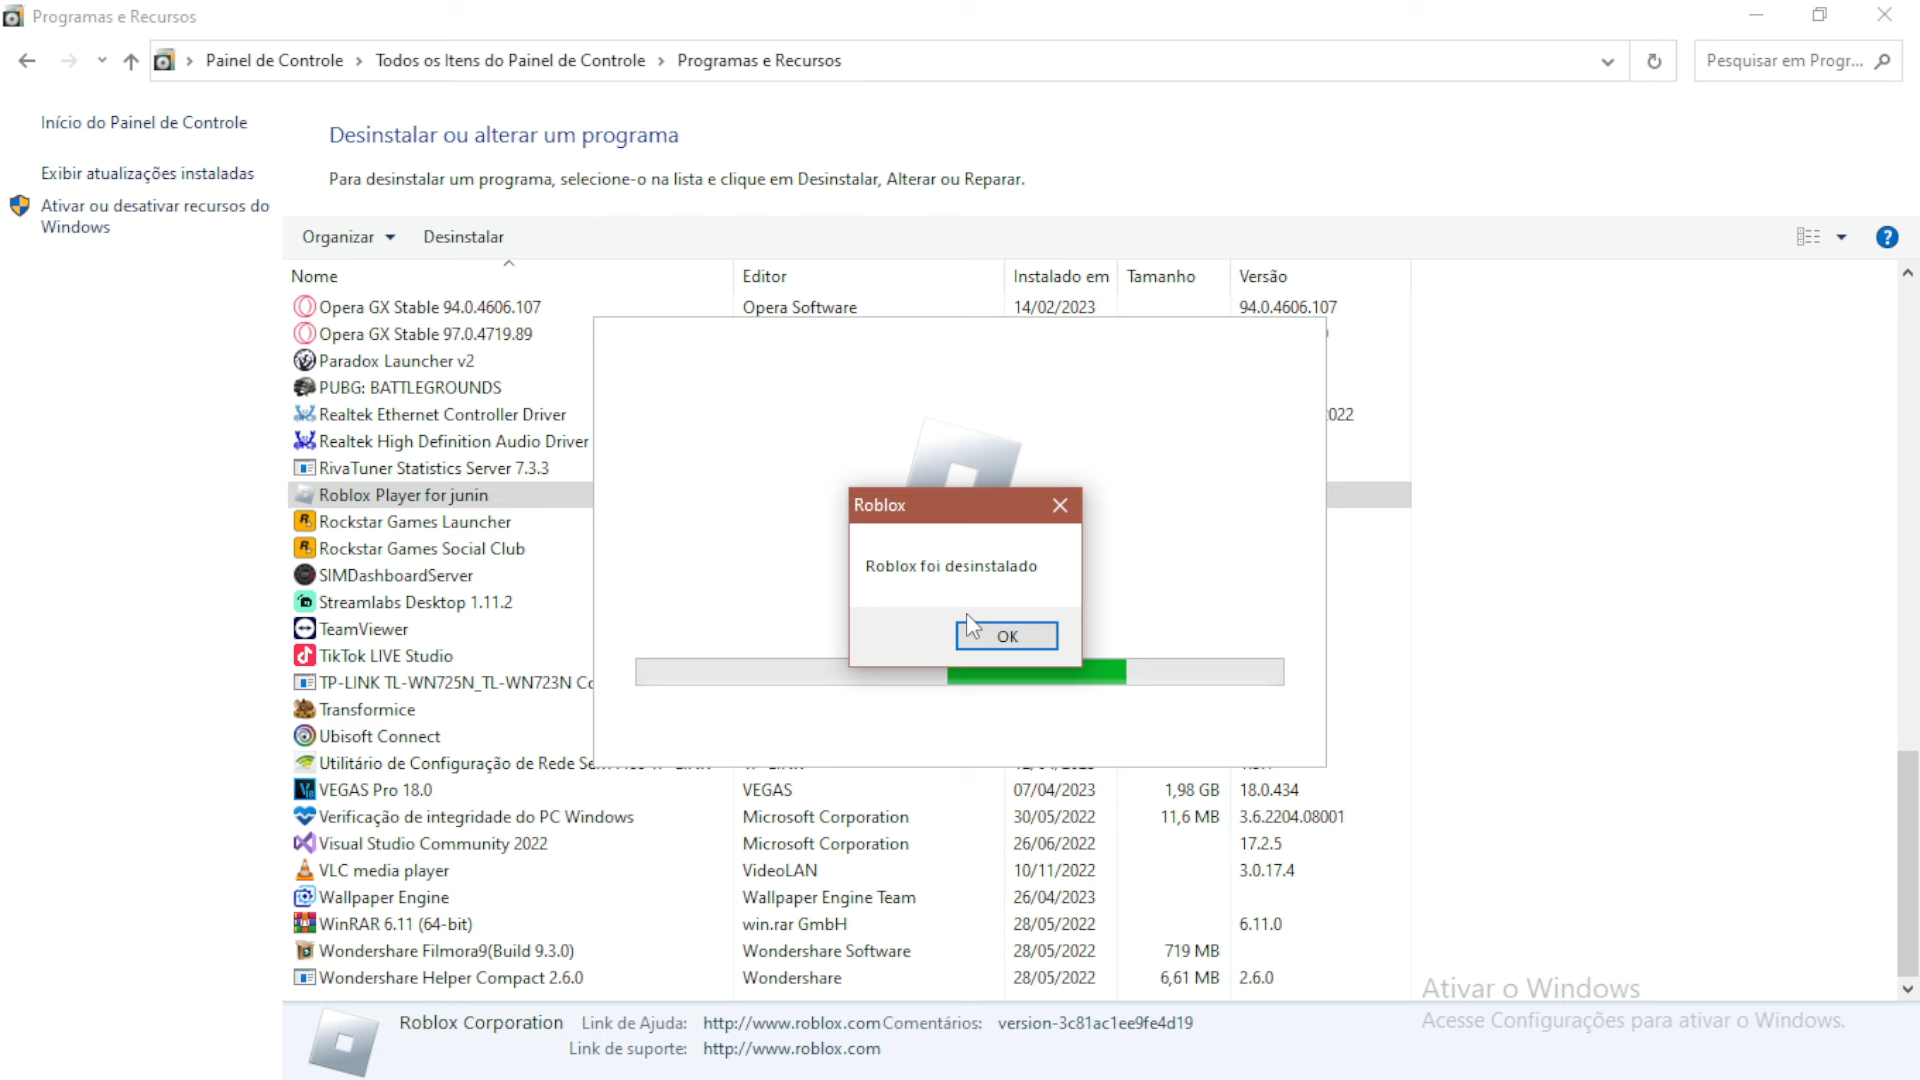 Programas e Recursos
Painel de Controle > Todos os Itens do Painel de Controle > Programas e Recursos
Pesquisar em Progr...
Início do Painel de Controle
Exibir atualizações instaladas
Ativar ou desativar recursos do
Windows
Desinstalar ou alterar um programa
Para desinstalar um programa, selecione-o na lista e clique em Desinstalar, Alterar ou Reparar.
Organizar Desinstalar
Nome Editor Instalado em Tamanho Versão
Opera GX Stable 94.0.4606.107 Opera Software 14/02/2023 94.0.4606.107
Opera GX Stable 97.0.4719.89
Paradox Launcher v2
PUBG: BATTLEGROUNDS
Realtek Ethernet Controller Driver 022
Realtek High Definition Audio Driver
RivaTuner Statistics Server 7.3.3
Roblox Player for junin
Rockstar Games Launcher
Rockstar Games Social Club
SIMDashboardServer
Streamlabs Desktop 1.11.2
TeamViewer
TikTok LIVE Studio
TP-LINK TL-WN725N_TL-WN723N
Transformice
Ubisoft Connect
Utilitário de Configuração de Rede
VEGAS Pro 18.0 VEGAS 07/04/2023 1,98 GB 18.0.434
Verificação de integridade do PC Windows Microsoft Corporation 30/05/2022 11,6 MB 3.6.2204.08001
Visual Studio Community 2022 Microsoft Corporation 26/06/2022 17.2.5
VLC media player VideoLAN 10/11/2022 3.0.17.4
Wallpaper Engine Wallpaper Engine Team 26/04/2023
WinRAR 6.11 (64-bit) win.rar GmbH 28/05/2022 6.11.0
Wondershare Filmora9(Build 9.3.0) Wondershare Software 28/05/2022 719 MB
Wondershare Helper Compact 2.6.0 Wondershare 28/05/2022 6,61 MB 2.6.0
Roblox
Roblox foi desinstalado
OK
Roblox Corporation Link de Ajuda: http://www.roblox.com Comentários: version-3c81ac1ee9fe4d19
Link de suporte: http://www.roblox.com
Ativar o Windows
Acesse Configurações para ativar o Windows.